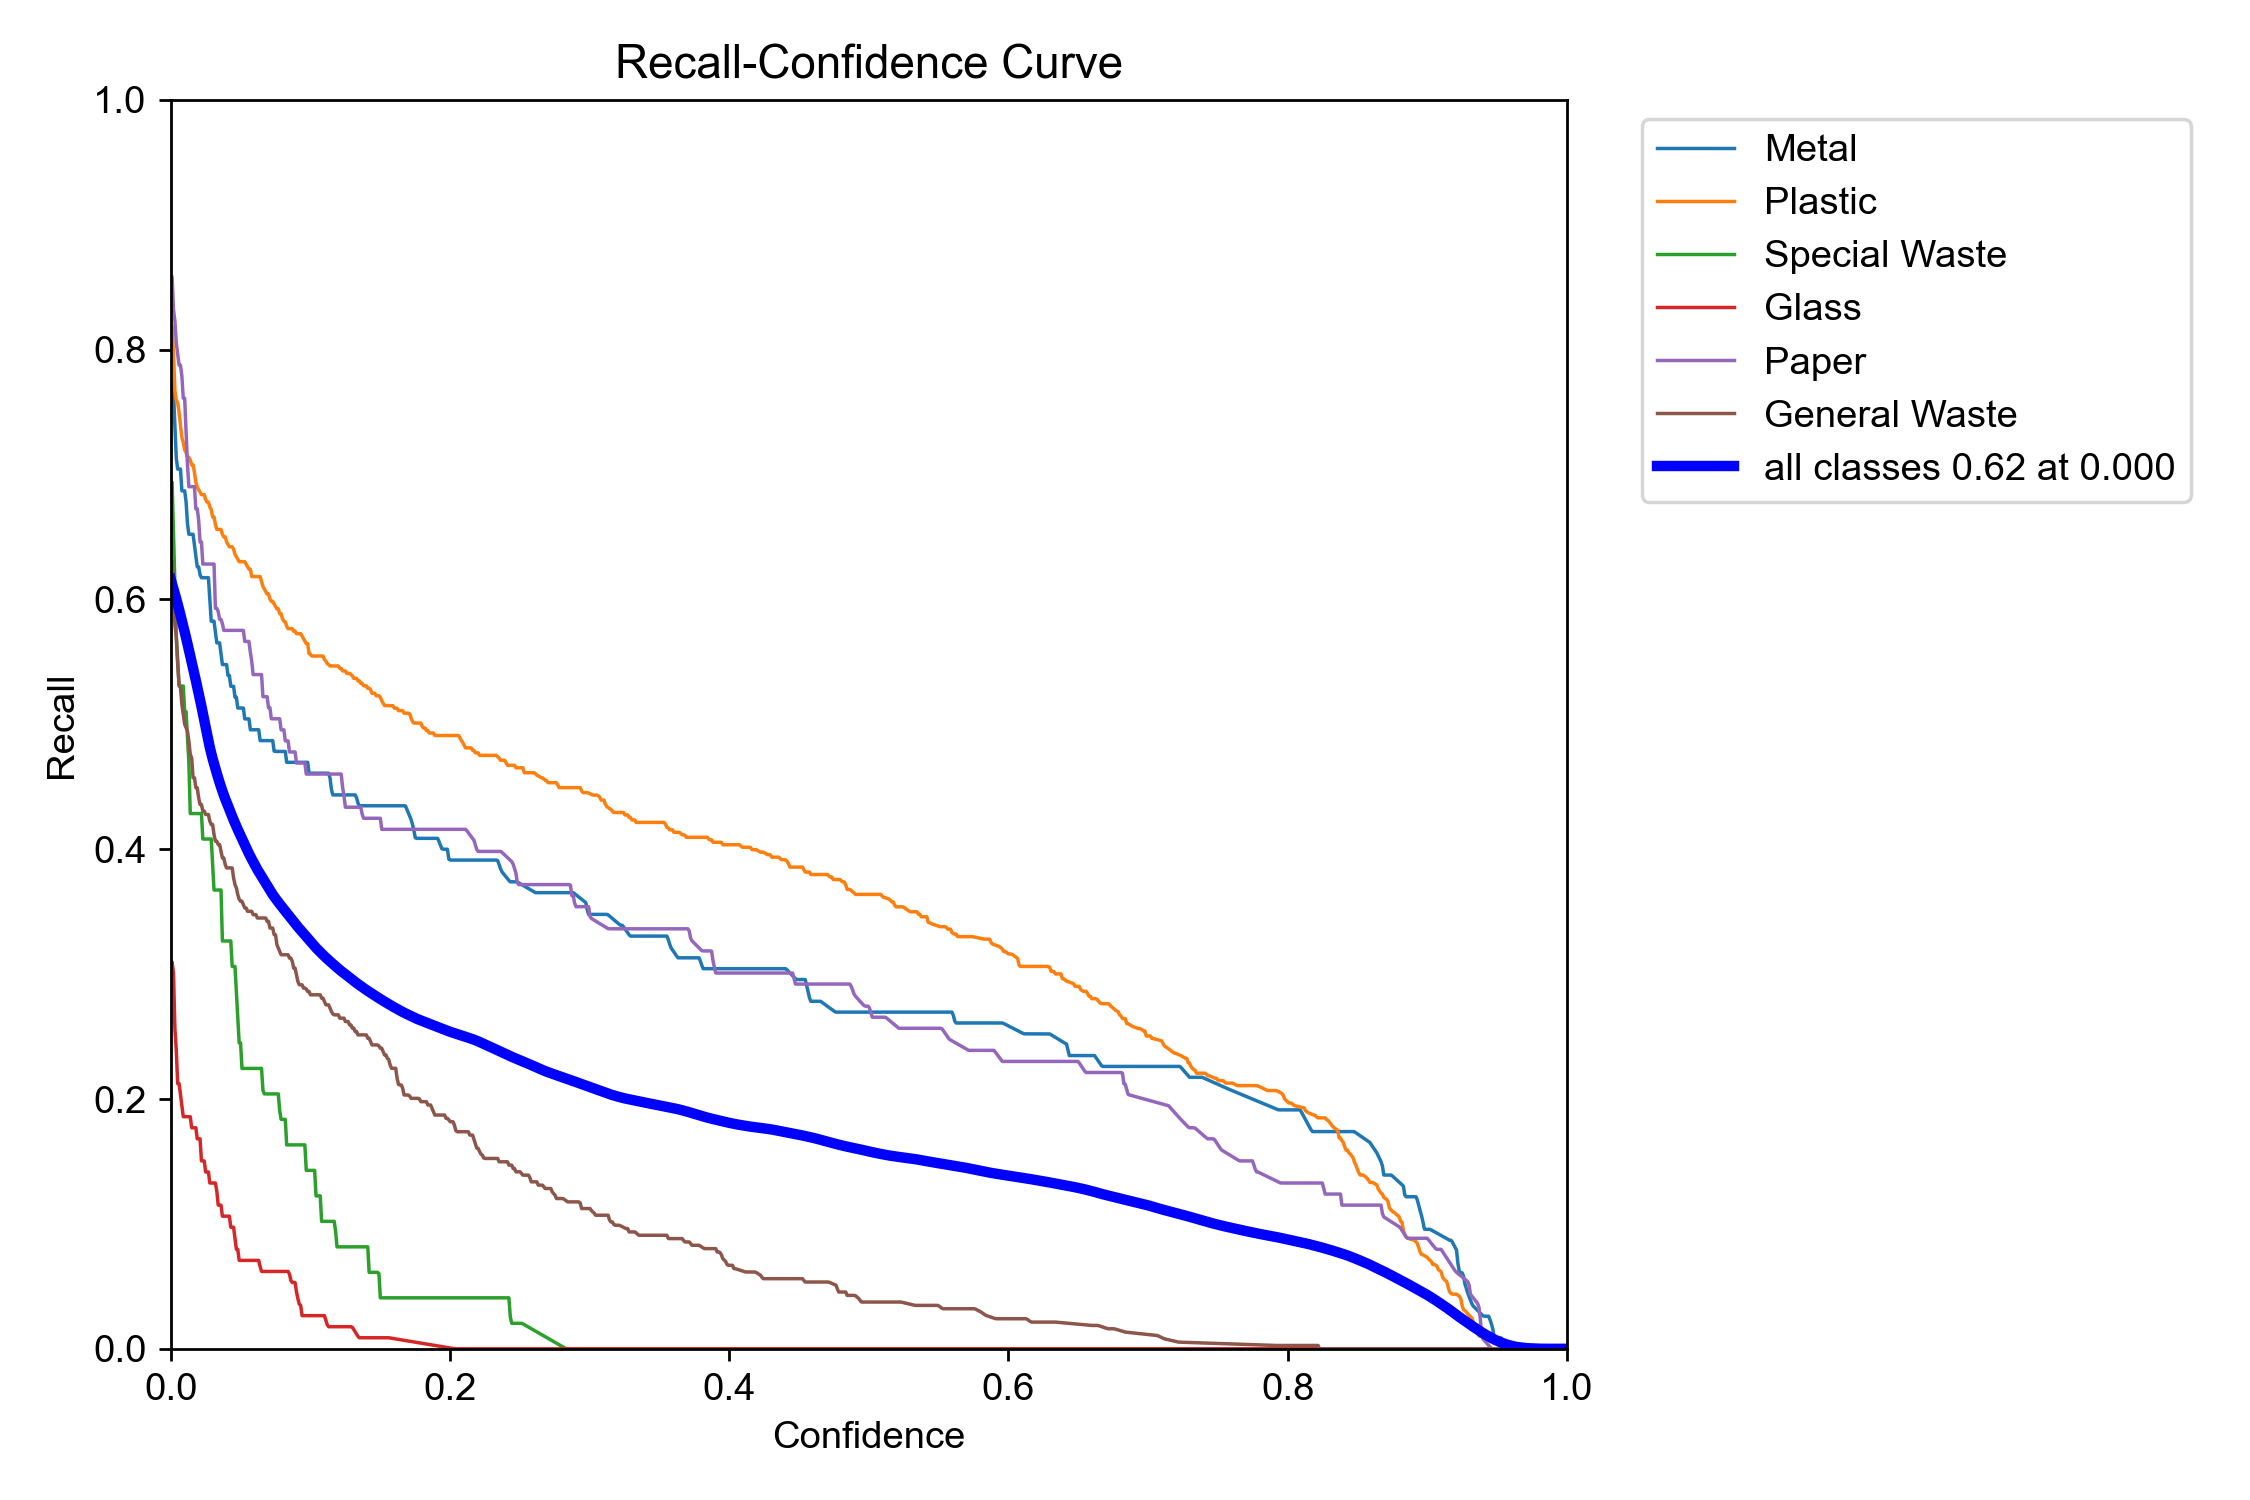 Recall-Confidence Curve
1.0
0.8
0.6
0.4
0.2
0.0
Recall
0.0 0.2 0.4 0.6 0.8 1.0
Confidence
Metal
Plastic
Special Waste
Glass
Paper
General Waste
all classes 0.62 at 0.000